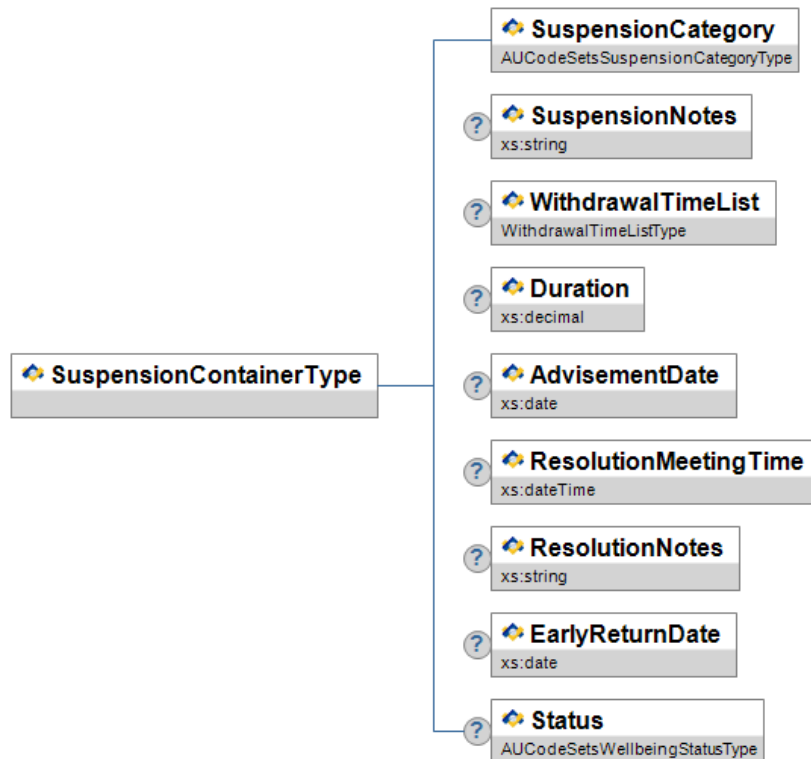 SuspensionCategory
AUCodeSetsSuspensionCategoryType
?
SuspensionNotes
xs:string
?
WithdrawalTimeList
WithdrawalTimeListType
?
Duration
xs:decimal
SuspensionContainerType
?
AdvisementDate
xs:date
?
ResolutionMeetingTime
xs:dateTime
?
ResolutionNotes
xs:string
?
EarlyReturnDate
xs:date
?
Status
AUCodeSetsWellbeingStatusType